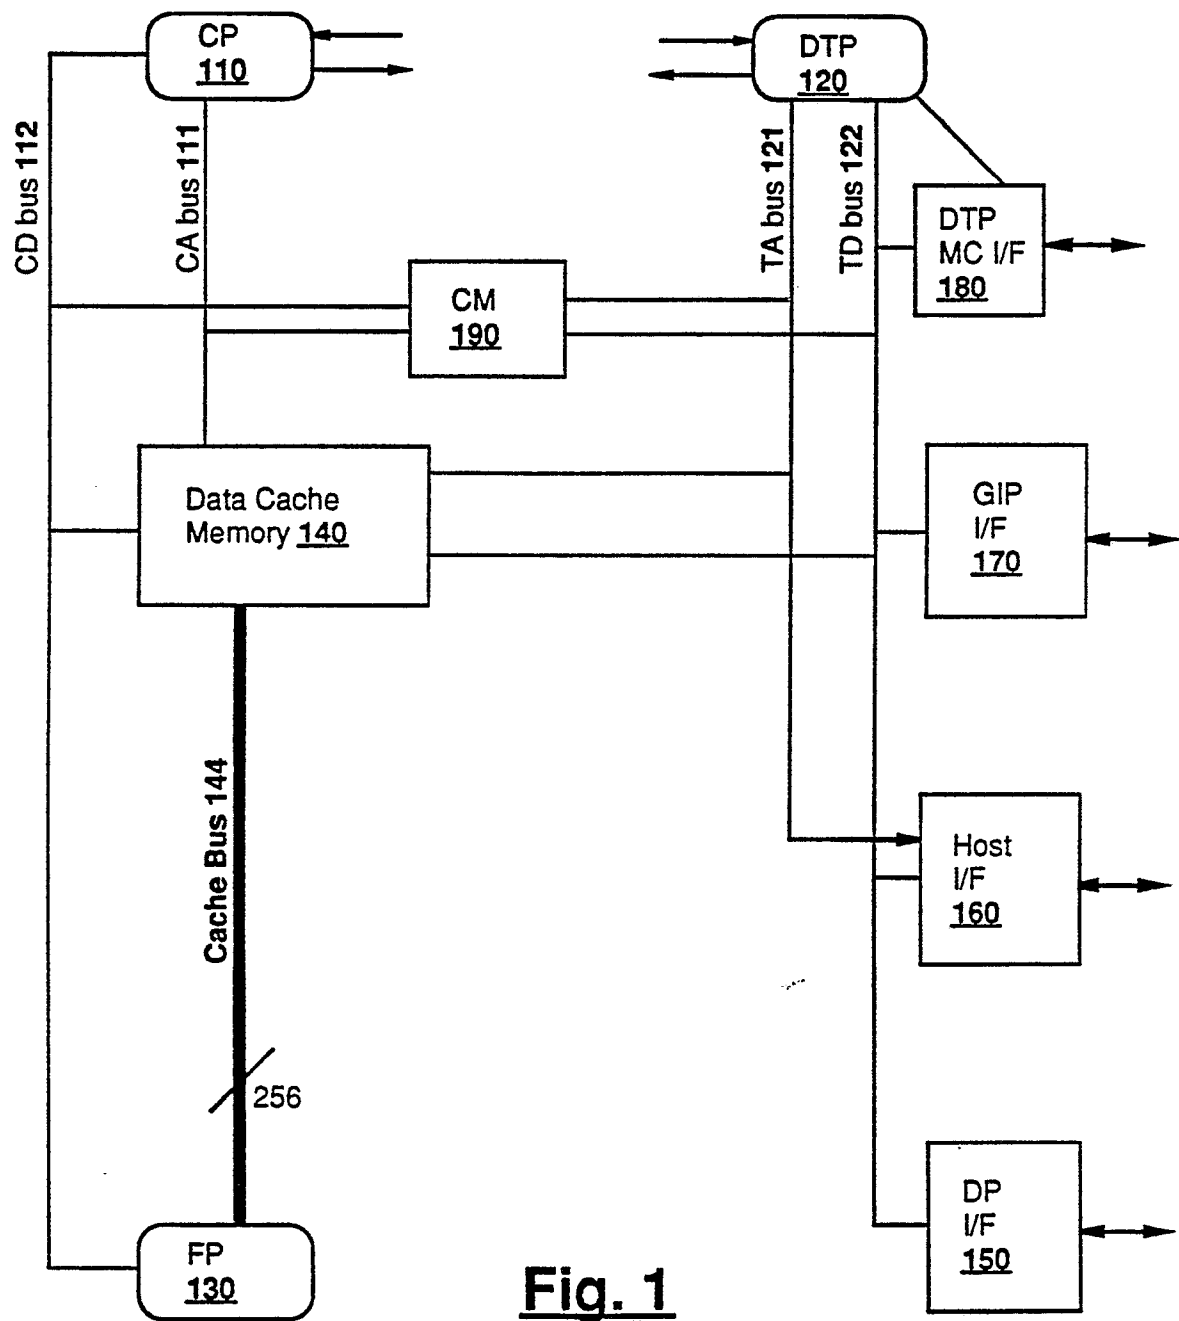 CP
110
DTP
120
CD bus 112
CA bus 111
TA bus 121
TD bus 122
DTP
MC I/F
180
CM
190
Data Cache
Memory 140
GIP
I/F
170
Cache Bus 144
Host
I/F
160
256
DP
I/F
150
FP
130
Fig. 1